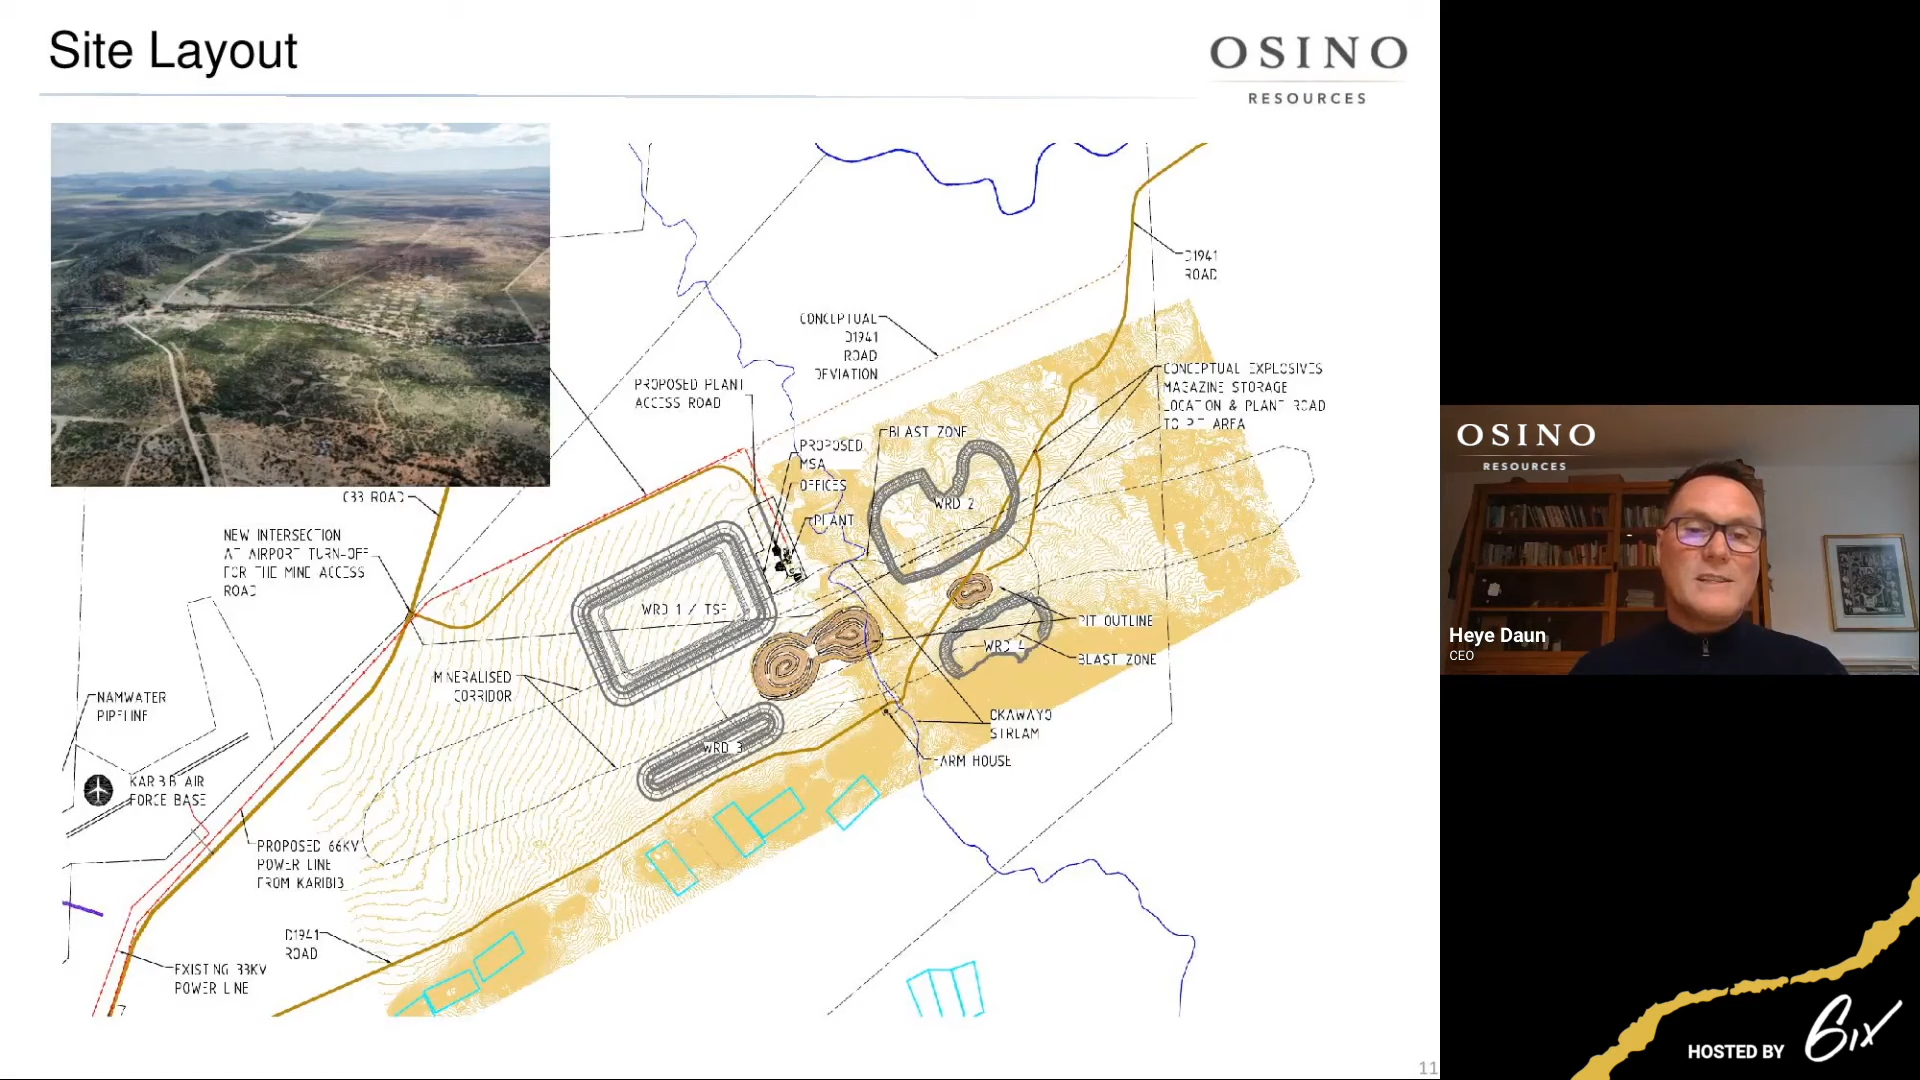 Site Layout
OSINO
RESOURCES
D1941
ROAD
CONCEPTUAL
D1941
ROAD
DEVIATION
PROPOSED PLANT
ACCESS ROAD
CONCEPTUAL EXPLOSIVES
MAGAZINE STORAGE
LOCATION & PLANT ROAD
TO PIT AREA
BLAST ZONE
PROPOSED
MSA
OFFICES
PLANT
WRD 2
C33 ROAD
NEW INTERSECTION
AT AIRPORT TURN-OFF
FOR THE MINE ACCESS
ROAD
WRD 1 / TSF
PIT OUTLINE
WRD 4
BLAST ZONE
MINERALISED
CORRIDOR
NAMWATER
PIPELINE
OKAWAYO
STREAM
WRD 3
FARM HOUSE
KARIBIB AIR
FORCE BASE
PROPOSED 66KV
POWER LINE
FROM KARIBIB
D1941
ROAD
EXISTING 33KV
POWER LINE
11
OSINO
RESOURCES
Heye Daun
CEO
HOSTED BY 6ix